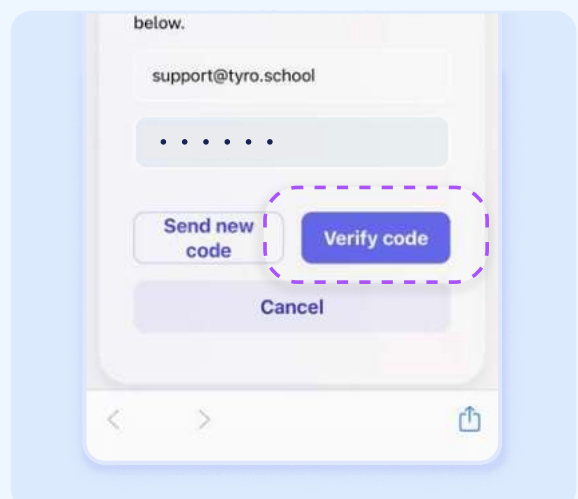 below.
support@tyro.school
Send new
code
Verify code
Cancel